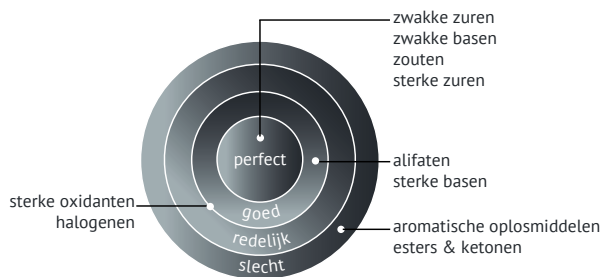 zwakke zuren
zwakke basen
zouten
sterke zuren
perfect
alifaten
sterke basen
sterke oxidanten
halogenen
goed
redelijk
slecht
aromatische oplosmiddelen
esters & ketonen